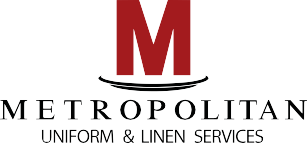 M
METROPOLITAN
UNIFORM & LINEN SERVICES